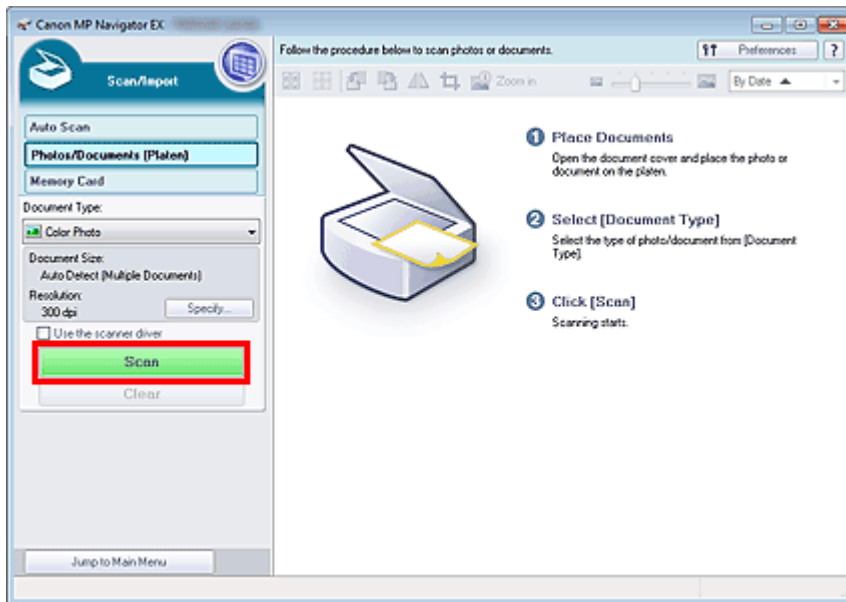 Canon MP Navigator EX
Scan/Import
Auto Scan
Photos/Documents (Platen)
Memory Card
Document Type:
Color Photo
Document Size:
Auto Detect (Multiple Documents)
Resolution:
300 dpi
Specify...
Use the scanner driver
Scan
Clear
Jump to Main Menu
Follow the procedure below to scan photos or documents.
Preferences
?
Zoom in
By Date
1 Place Documents
Open the document cover and place the photo or
document on the platen.
2 Select [Document Type]
Select the type of photo/document from [Document
Type].
3 Click [Scan]
Scanning starts.